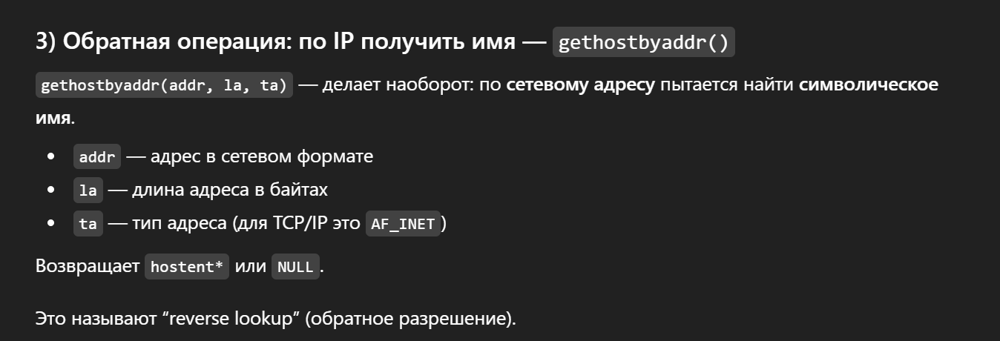 3) Обратная операция: по IP получить имя — gethostbyaddr()
gethostbyaddr(addr, la, ta) — делает наоборот: по сетевому адресу пытается найти символическое
имя.
• addr — адрес в сетевом формате
• la — длина адреса в байтах
• ta — тип адреса (для TCP/IP это AF_INET)
Возвращает hostent* или NULL.
Это называют “reverse lookup” (обратное разрешение).